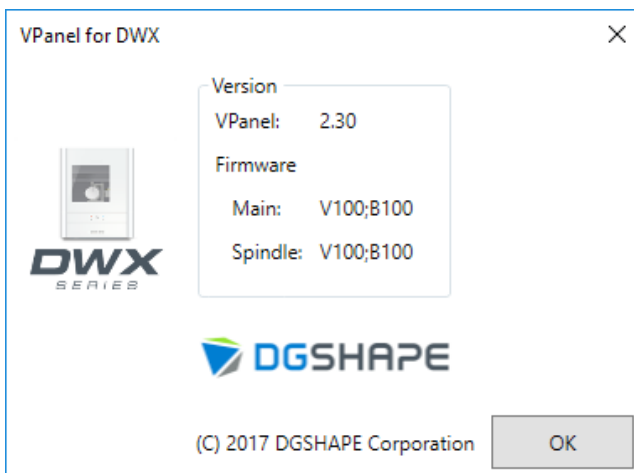 VPanel for DWX
Version
VPanel: 2.30
Firmware
Main: V100;B100
Spindle: V100;B100
DWX
SERIES
DGSHAPE
(C) 2017 DGSHAPE Corporation
OK